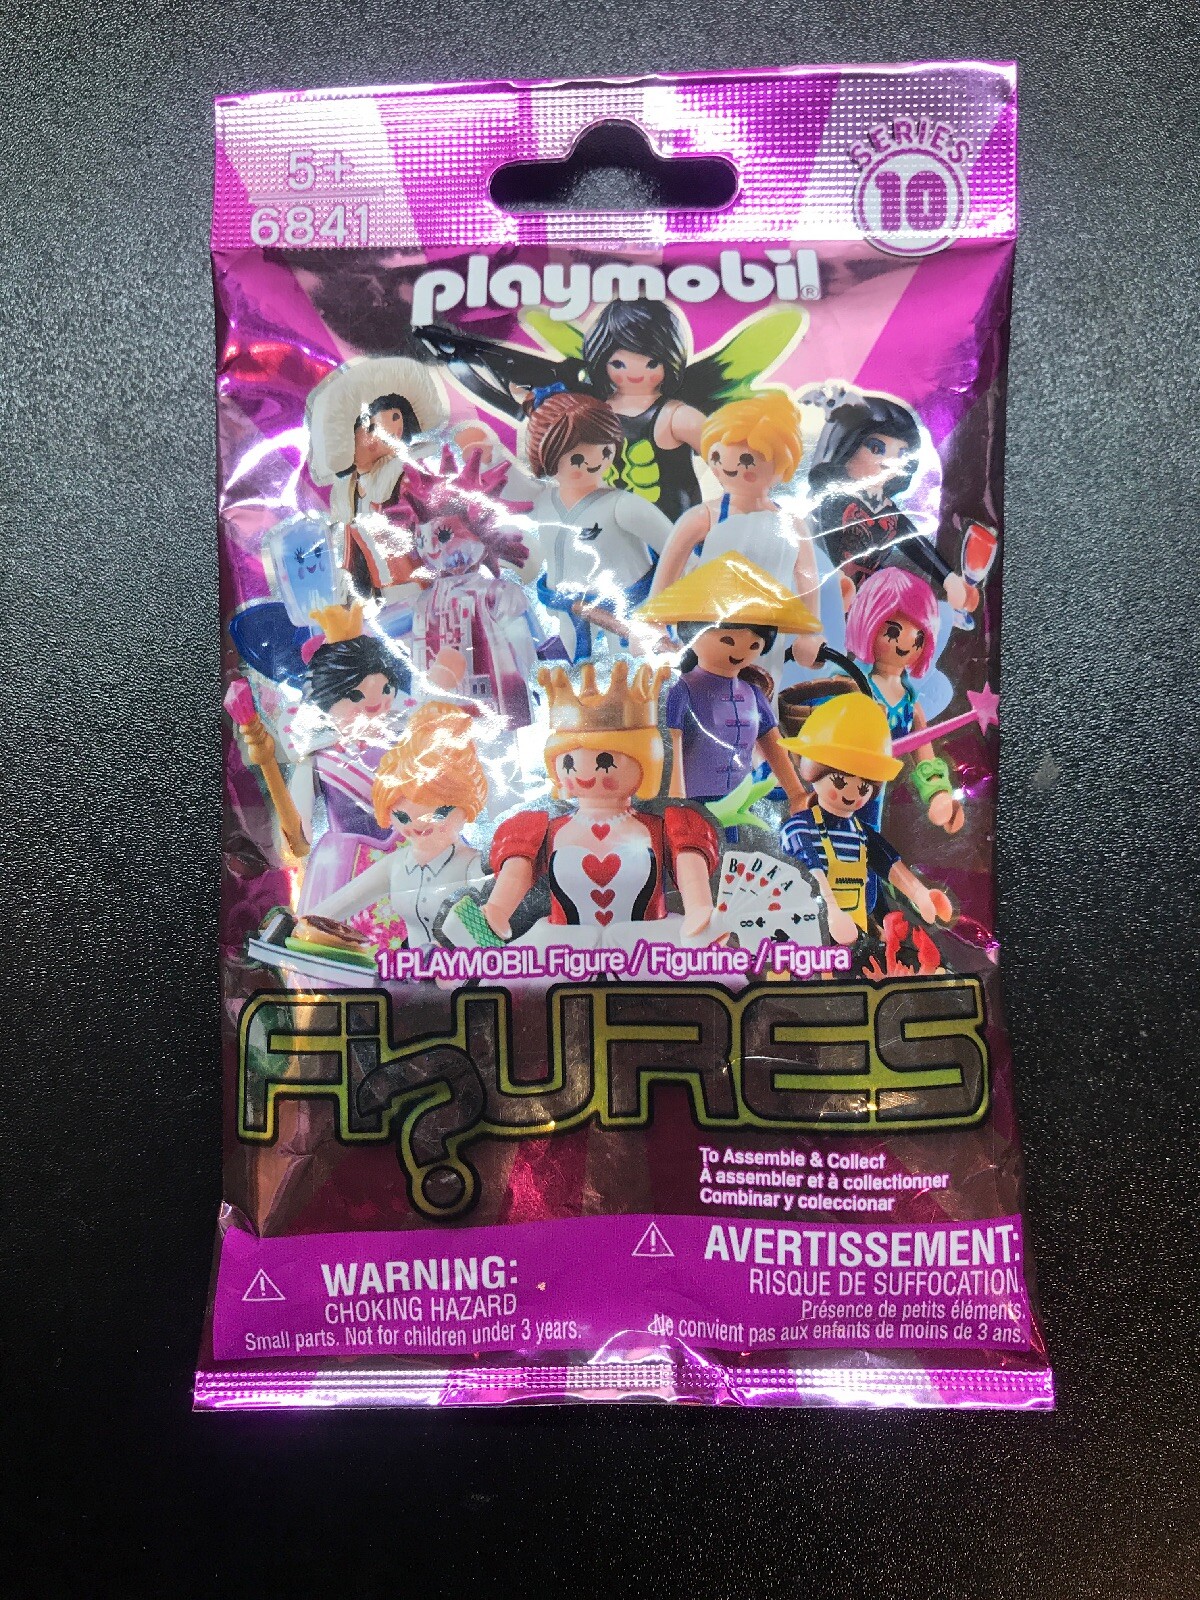 5+
6841
SERIES
10
playmobil®
B D K A
8 8
1 PLAYMOBIL Figure / Figurine / Figura
Fi?URES
To Assemble & Collect
À assembler et à collectionner
Combinar y coleccionar
WARNING:
CHOKING HAZARD
Small parts. Not for children under 3 years.
AVERTISSEMENT:
RISQUE DE SUFFOCATION.
Présence de petits éléments.
Ne convient pas aux enfants de moins de 3 ans.